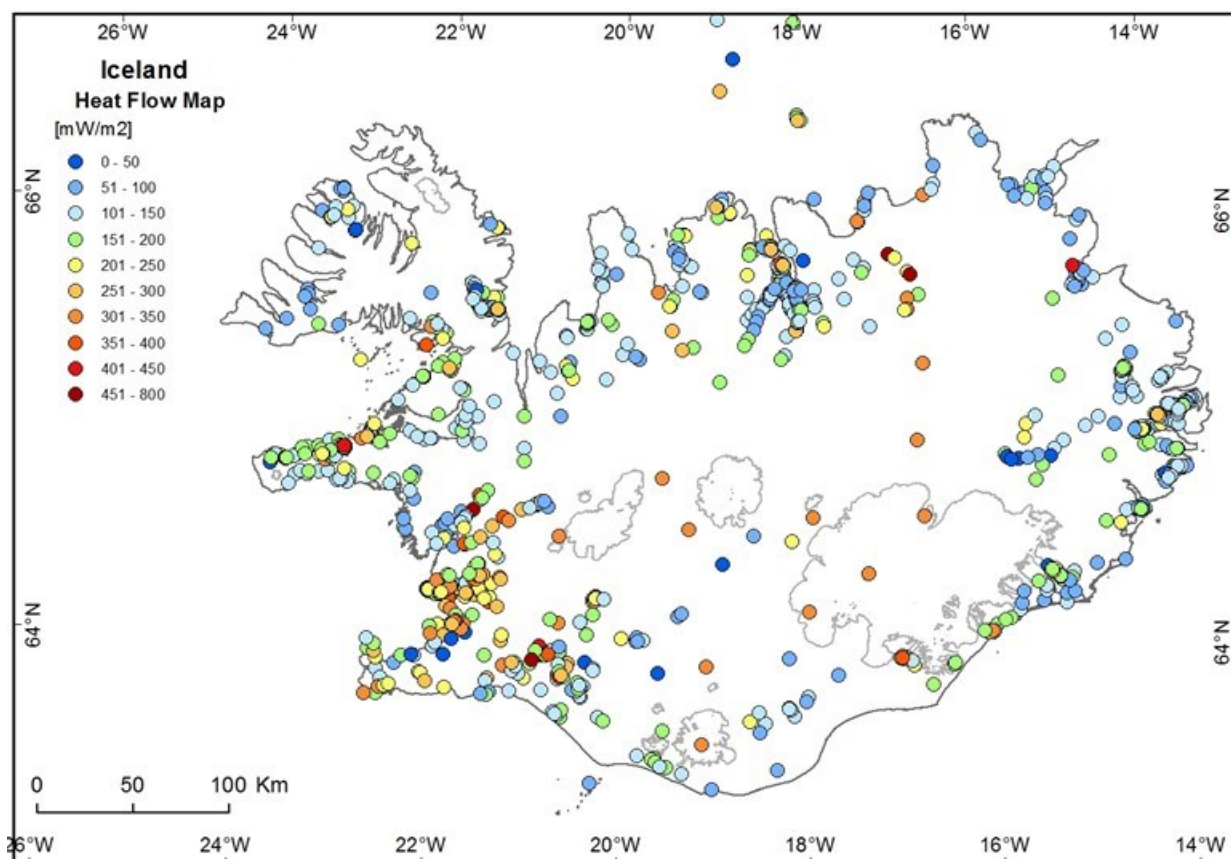 26°W 24°W 22°W 20°W 18°W 16°W 14°W
Iceland
Heat Flow Map
[mW/m2]
0 - 50
51 - 100
101 - 150
151 - 200
201 - 250
251 - 300
301 - 350
351 - 400
401 - 450
451 - 800
66°N 66°N
64°N 64°N
0 50 100 Km
26°W 24°W 22°W 20°W 18°W 16°W 14°W